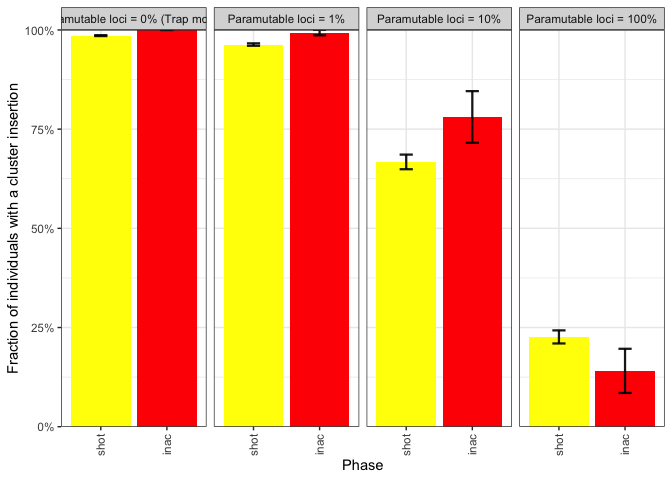 amutable loci = 0% (Trap mo
Paramutable loci = 1%
Paramutable loci = 10%
Paramutable loci = 100%
Fraction of individuals with a cluster insertion
100%
75%
50%
25%
0%
shot
inac
shot
inac
shot
inac
shot
inac
Phase